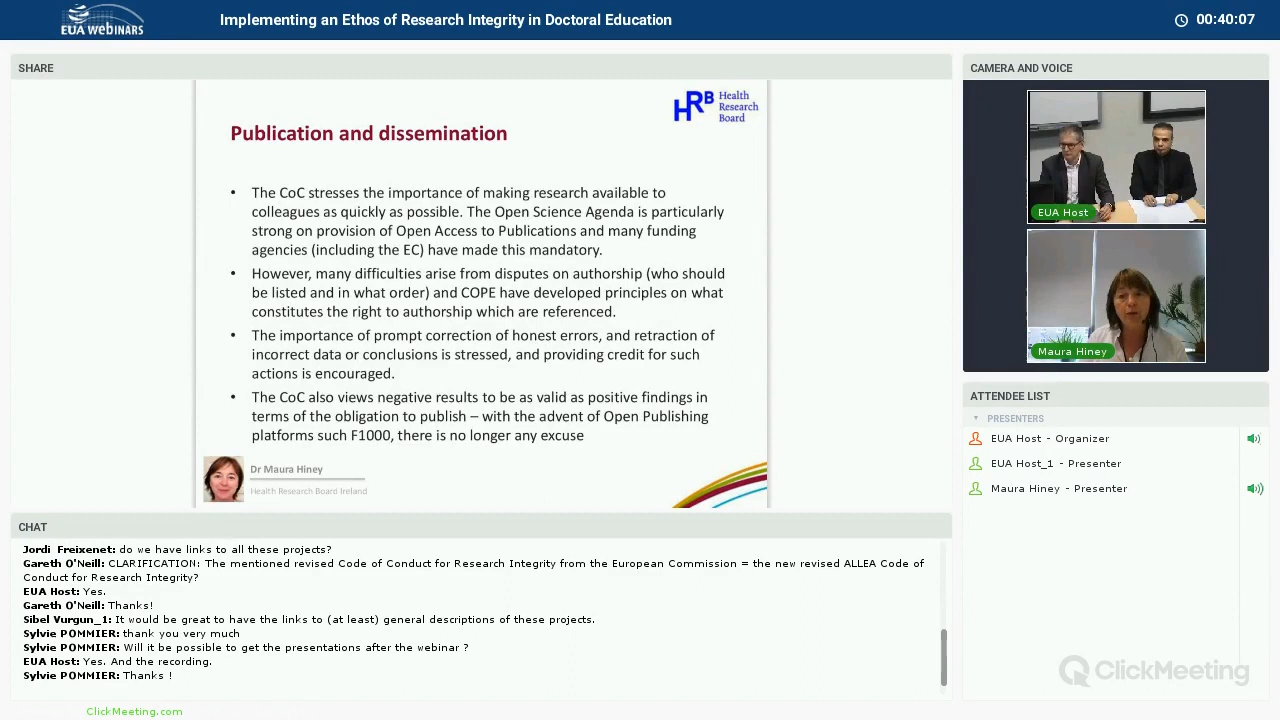 EUA WEBINARS
Implementing an Ethos of Research Integrity in Doctoral Education
00:40:07
SHARE
HRB Health
Research
Board
Publication and dissemination
• The CoC stresses the importance of making research available to
colleagues as quickly as possible. The Open Science Agenda is particularly
strong on provision of Open Access to Publications and many funding
agencies (including the EC) have made this mandatory.
• However, many difficulties arise from disputes on authorship (who should
be listed and in what order) and COPE have developed principles on what
constitutes the right to authorship which are referenced.
• The importance of prompt correction of honest errors, and retraction of
incorrect data or conclusions is stressed, and providing credit for such
actions is encouraged.
• The CoC also views negative results to be as valid as positive findings in
terms of the obligation to publish – with the advent of Open Publishing
platforms such F1000, there is no longer any excuse
Dr Maura Hiney
Health Research Board Ireland
CHAT
Jordi Freixenet: do we have links to all these projects?
Gareth O'Neill: CLARIFICATION: The mentioned revised Code of Conduct for Research Integrity from the European Commission = the new revised ALLEA Code of
Conduct for Research Integrity?
EUA Host: Yes.
Gareth O'Neill: Thanks!
Sibel Vurgun_1: It would be great to have the links to (at least) general descriptions of these projects.
Sylvie POMMIER: thank you very much
Sylvie POMMIER: Will it be possible to get the presentations after the webinar ?
EUA Host: Yes. And the recording.
Sylvie POMMIER: Thanks !
ClickMeeting.com
CAMERA AND VOICE
EUA Host
Maura Hiney
ATTENDEE LIST
PRESENTERS
EUA Host - Organizer
EUA Host_1 - Presenter
Maura Hiney - Presenter
ClickMeeting